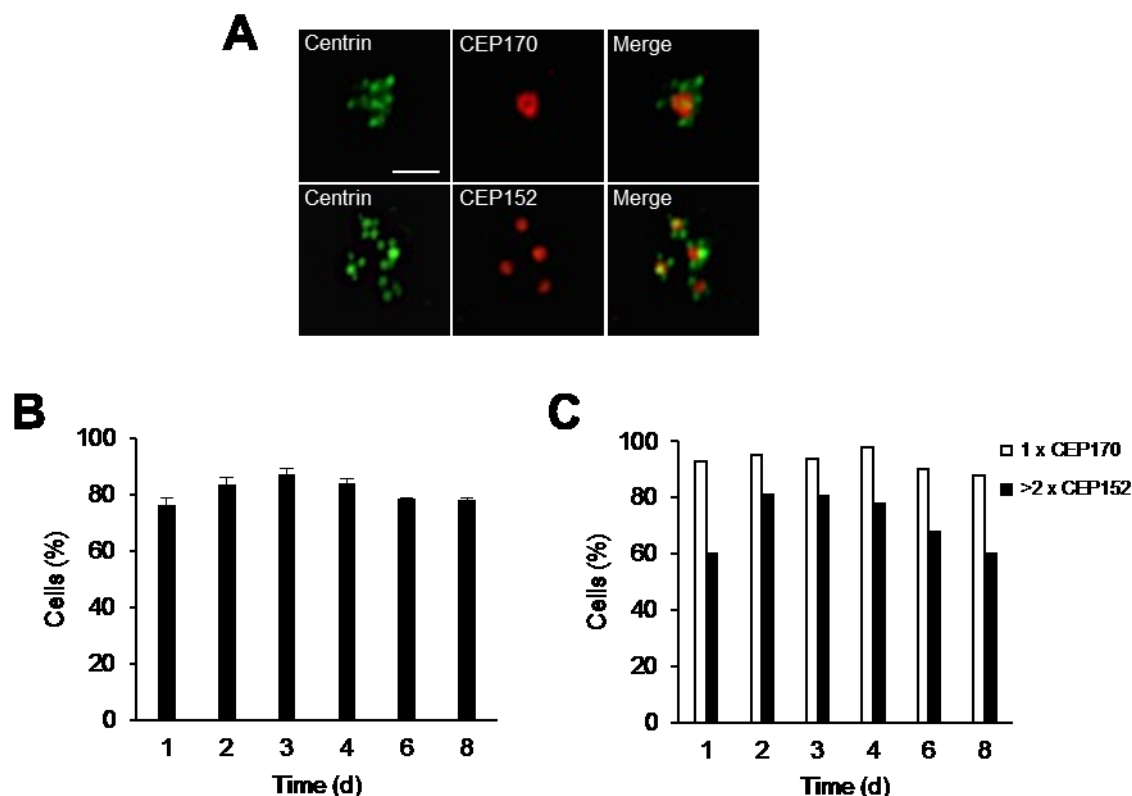 A
Centrin CEP170 Merge
Centrin CEP152 Merge
B
100
80
60
40
20
0
Cells (%)
1 2 3 4 6 8
Time (d)
C
100
80
60
40
20
0
Cells (%)
1 2 3 4 6 8
Time (d)
1 x CEP170
>2 x CEP152